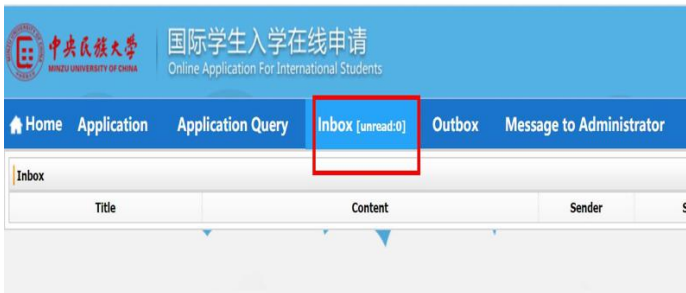 中央民族大学
MINZU UNIVERSITY OF CHINA
国际学生入学在线申请
Online Application For International Students
Home Application Application Query Inbox [unread:0] Outbox Message to Administrator
Inbox
Title Content Sender